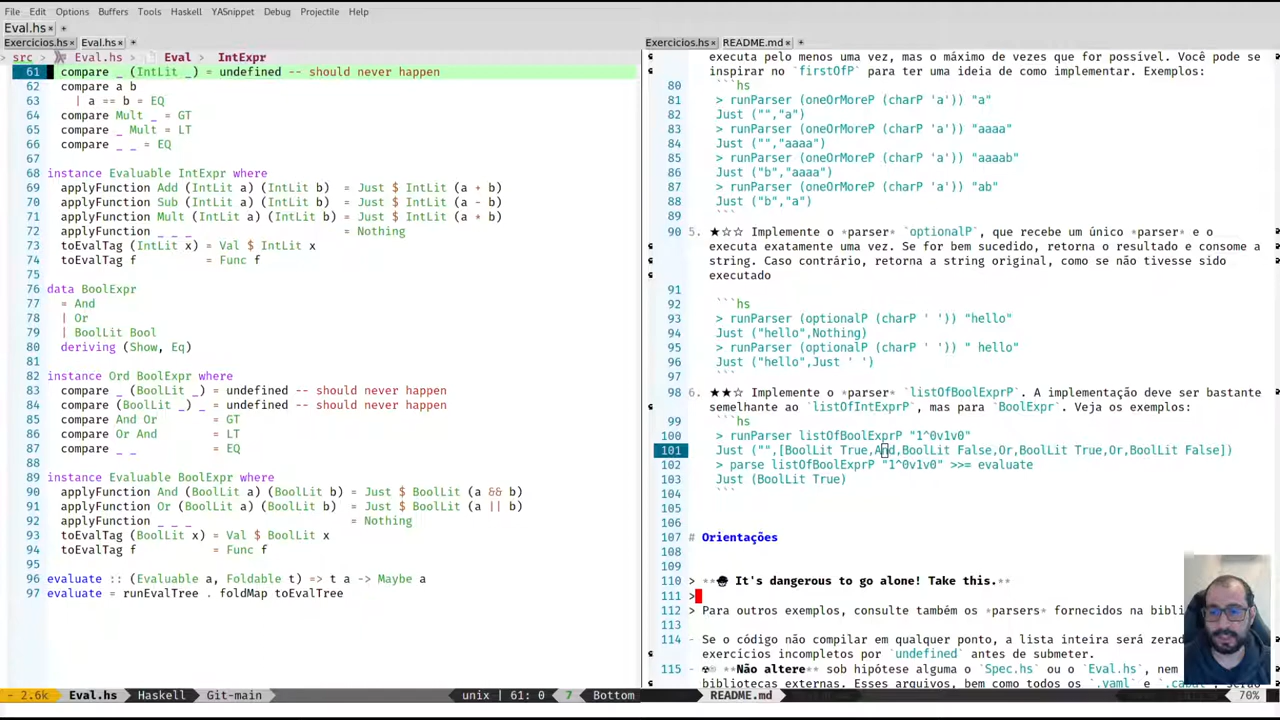 File Edit Options Buffers Tools Haskell YASnippet Debug Projectile Help
Eval.hs× +
Exercicios.hs× Eval.hs× +
src > Eval.hs > Eval > IntExpr
61 compare _ (IntLit _) = undefined -- should never happen
62 compare a b
63 | a == b = EQ
64 compare Mult _ = GT
65 compare _ Mult = LT
66 compare _ _ = EQ
67
68 instance Evaluable IntExpr where
69 applyFunction Add (IntLit a) (IntLit b) = Just $ IntLit (a + b)
70 applyFunction Sub (IntLit a) (IntLit b) = Just $ IntLit (a - b)
71 applyFunction Mult (IntLit a) (IntLit b) = Just $ IntLit (a * b)
72 applyFunction _ _ _ = Nothing
73 toEvalTag (IntLit x) = Val $ IntLit x
74 toEvalTag f = Func f
75
76 data BoolExpr
77 = And
78 | Or
79 | BoolLit Bool
80 deriving (Show, Eq)
81
82 instance Ord BoolExpr where
83 compare _ (BoolLit _) = undefined -- should never happen
84 compare (BoolLit _) _ = undefined -- should never happen
85 compare And Or = GT
86 compare Or And = LT
87 compare _ _ = EQ
88
89 instance Evaluable BoolExpr where
90 applyFunction And (BoolLit a) (BoolLit b) = Just $ BoolLit (a && b)
91 applyFunction Or (BoolLit a) (BoolLit b) = Just $ BoolLit (a || b)
92 applyFunction _ _ _ = Nothing
93 toEvalTag (BoolLit x) = Val $ BoolLit x
94 toEvalTag f = Func f
95
96 evaluate :: (Evaluable a, Foldable t) => t a -> Maybe a
97 evaluate = runEvalTree . foldMap toEvalTree
- 2.6k Eval.hs Haskell Git-main unix | 61: 0 7 Bottom
Exercicios.hs× README.md× +
executa pelo menos uma vez, mas o máximo de vezes que for possível. Você pode se
inspirar no `firstOfP` para ter uma ideia de como implementar. Exemplos:
80 ```hs
81 > runParser (oneOrMoreP (charP 'a')) "a"
82 Just ("","a")
83 > runParser (oneOrMoreP (charP 'a')) "aaaa"
84 Just ("","aaaa")
85 > runParser (oneOrMoreP (charP 'a')) "aaaab"
86 Just ("b","aaaa")
87 > runParser (oneOrMoreP (charP 'a')) "ab"
88 Just ("b","a")
89 ```
90 5. ★☆☆ Implemente o *parser* `optionalP`, que recebe um único *parser* e o
executa exatamente uma vez. Se for bem sucedido, retorna o resultado e consome a
string. Caso contrário, retorna a string original, como se não tivesse sido
executado
91
92 ```hs
93 > runParser (optionalP (charP ' ')) "hello"
94 Just ("hello",Nothing)
95 > runParser (optionalP (charP ' ')) " hello"
96 Just ("hello",Just ' ')
97 ```
98 6. ★★☆ Implemente o *parser* `listOfBoolExprP`. A implementação deve ser bastante
semelhante ao `listOfIntExprP`, mas para `BoolExpr`. Veja os exemplos:
99 ```hs
100 > runParser listOfBoolExprP "1^0v1v0"
101 Just ("",[BoolLit True,And,BoolLit False,Or,BoolLit True,Or,BoolLit False])
102 > parse listOfBoolExprP "1^0v1v0" >>= evaluate
103 Just (BoolLit True)
104 ```
105
106
107 # Orientações
108
109
110 > ** It's dangerous to go alone! Take this.**
111 >
112 > Para outros exemplos, consulte também os *parsers* fornecidos na bibli
113
114 - Se o código não compilar em qualquer ponto, a lista inteira será zerad
exercícios incompletos por `undefined` antes de submeter.
115 - **Não altere** sob hipótese alguma o `Spec.hs` ou o `Eval.hs`, nem
bibliotecas externas. Esses arquivos, bem como todos os `.yaml` e `.cabal`, serão
README.md 70%